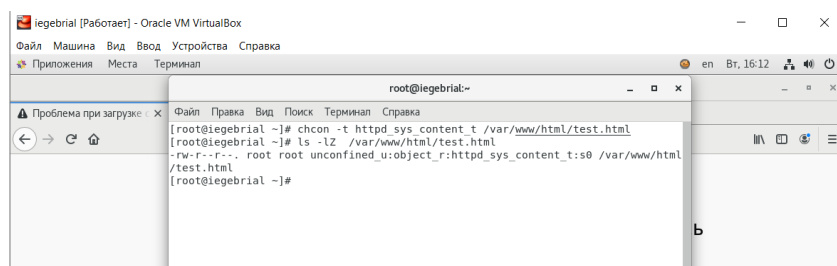 iegebrial [Работает] - Oracle VM VirtualBox
Файл Машина Вид Ввод Устройства Справка
Приложения Места Терминал en Вт, 16:12
root@iegebrial:~
Проблема при загрузке с
Файл Правка Вид Поиск Терминал Справка
[root@iegebrial ~]# chcon -t httpd_sys_content_t /var/www/html/test.html
[root@iegebrial ~]# ls -lZ  /var/www/html/test.html
-rw-r--r--. root root unconfined_u:object_r:httpd_sys_content_t:s0 /var/www/html
/test.html
[root@iegebrial ~]#
ь